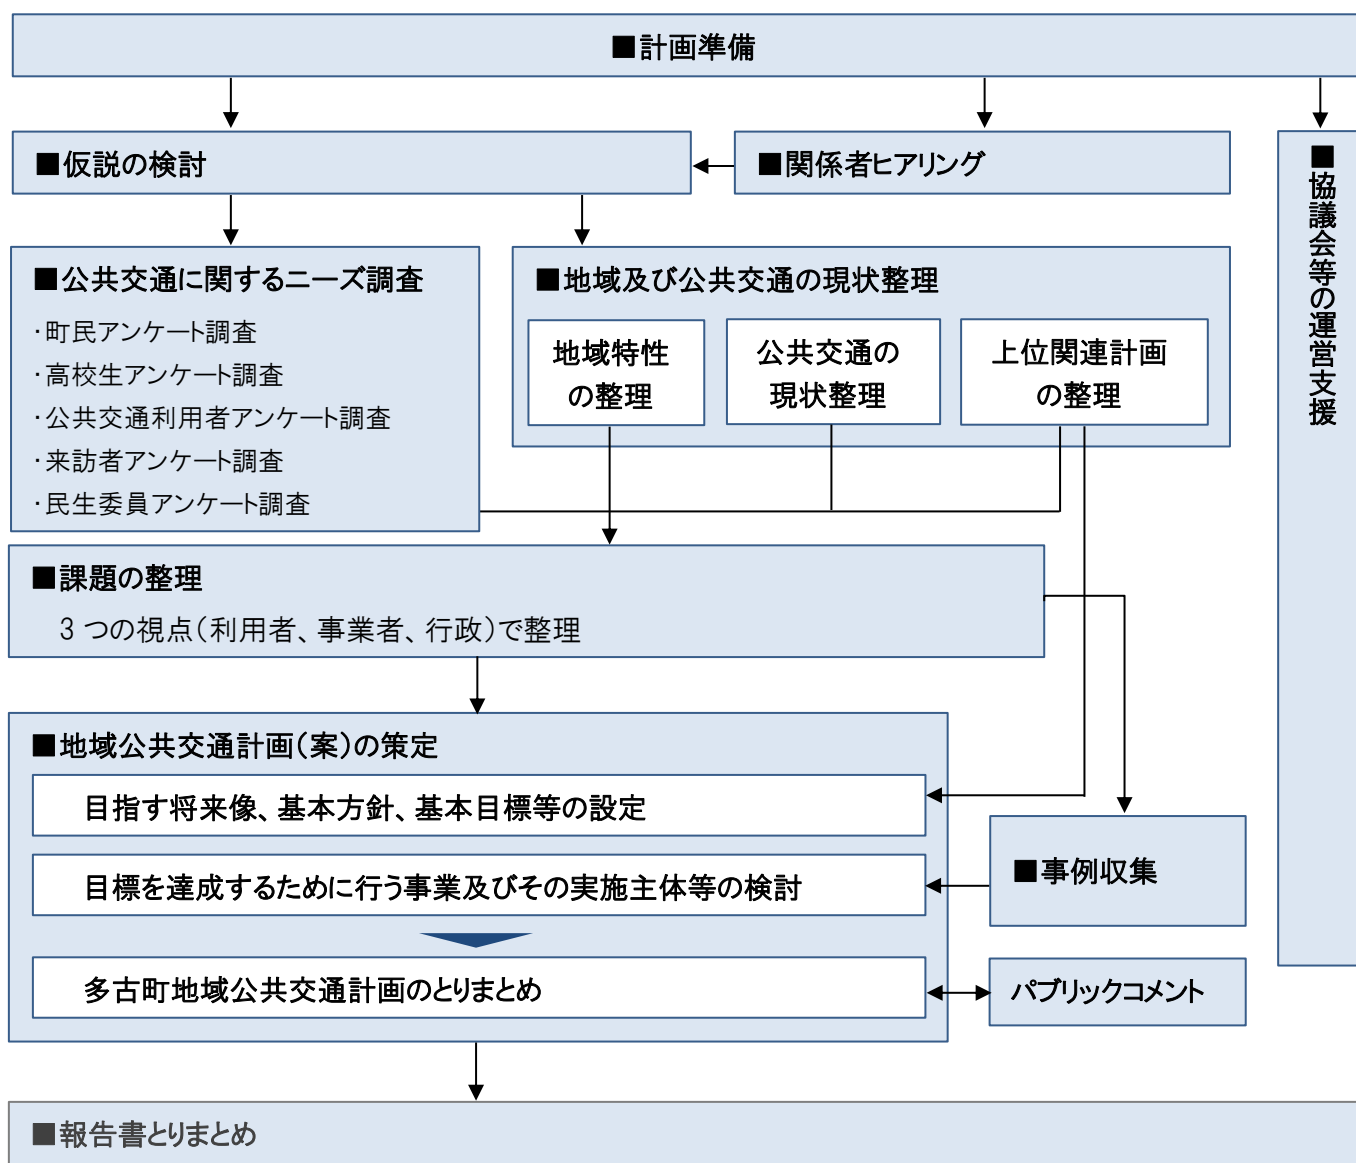 ■計画準備
■仮説の検討
■関係者ヒアリング
■協議会等の運営支援
■公共交通に関するニーズ調査
・町民アンケート調査
・高校生アンケート調査
・公共交通利用者アンケート調査
・来訪者アンケート調査
・民生委員アンケート調査
■地域及び公共交通の現状整理
地域特性
の整理
公共交通の
現状整理
上位関連計画
の整理
■課題の整理
3つの視点（利用者、事業者、行政）で整理
■地域公共交通計画（案）の策定
目指す将来像、基本方針、基本目標等の設定
目標を達成するために行う事業及びその実施主体等の検討
■事例収集
多古町地域公共交通計画のとりまとめ
パブリックコメント
■報告書とりまとめ